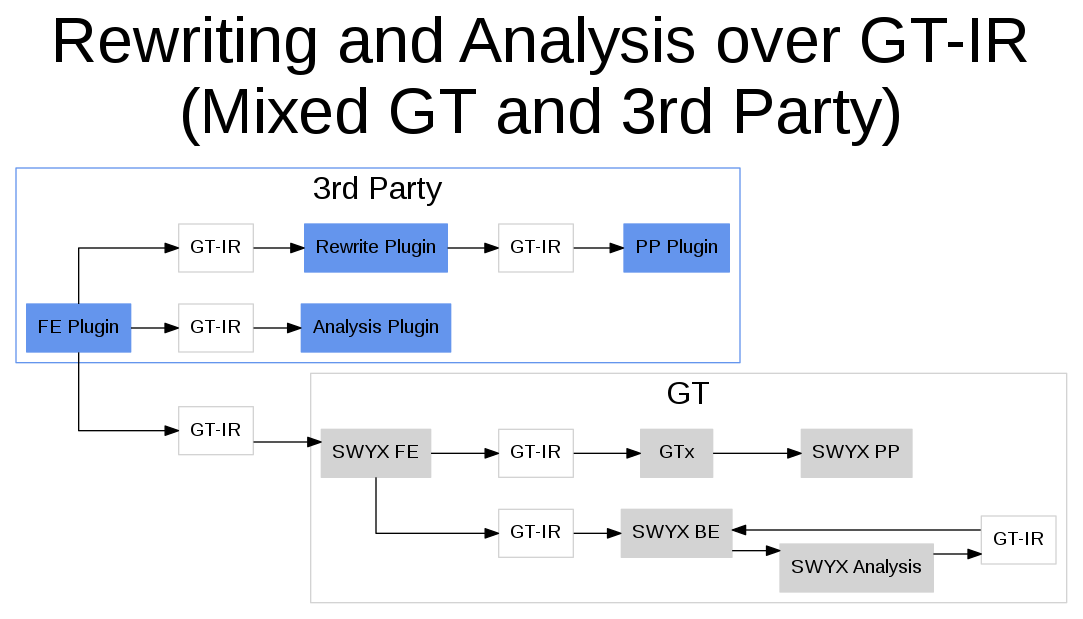 Rewriting and Analysis over GT-IR
(Mixed GT and 3rd Party)
3rd Party
GT-IR
Rewrite Plugin
GT-IR
PP Plugin
FE Plugin
GT-IR
Analysis Plugin
GT-IR
GT
SWYX FE
GT-IR
GTx
SWYX PP
GT-IR
SWYX BE
SWYX Analysis
GT-IR